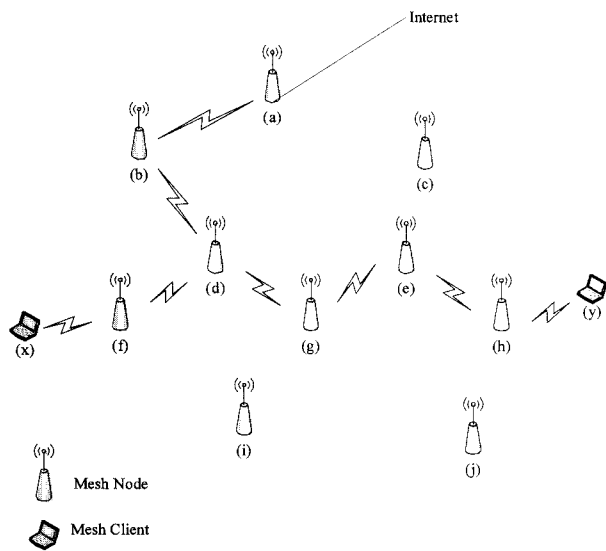 Internet
(a)
(b)
(c)
(d)
(e)
(f)
(g)
(h)
(x)
(y)
(i)
(j)
Mesh Node
Mesh Client